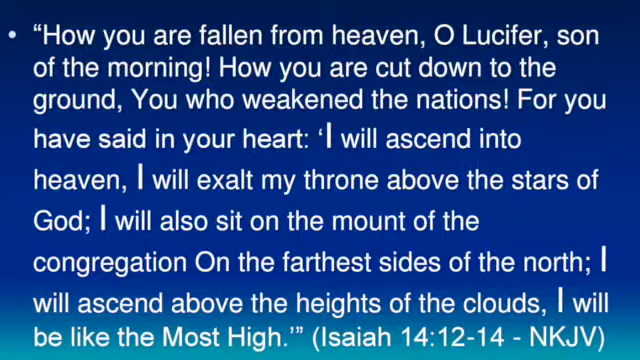 • “How you are fallen from heaven, O Lucifer, son
of the morning! How you are cut down to the
ground, You who weakened the nations! For you
have said in your heart: ‘I will ascend into
heaven, I will exalt my throne above the stars of
God; I will also sit on the mount of the
congregation On the farthest sides of the north; I
will ascend above the heights of the clouds, I will
be like the Most High.’” (Isaiah 14:12-14 - NKJV)